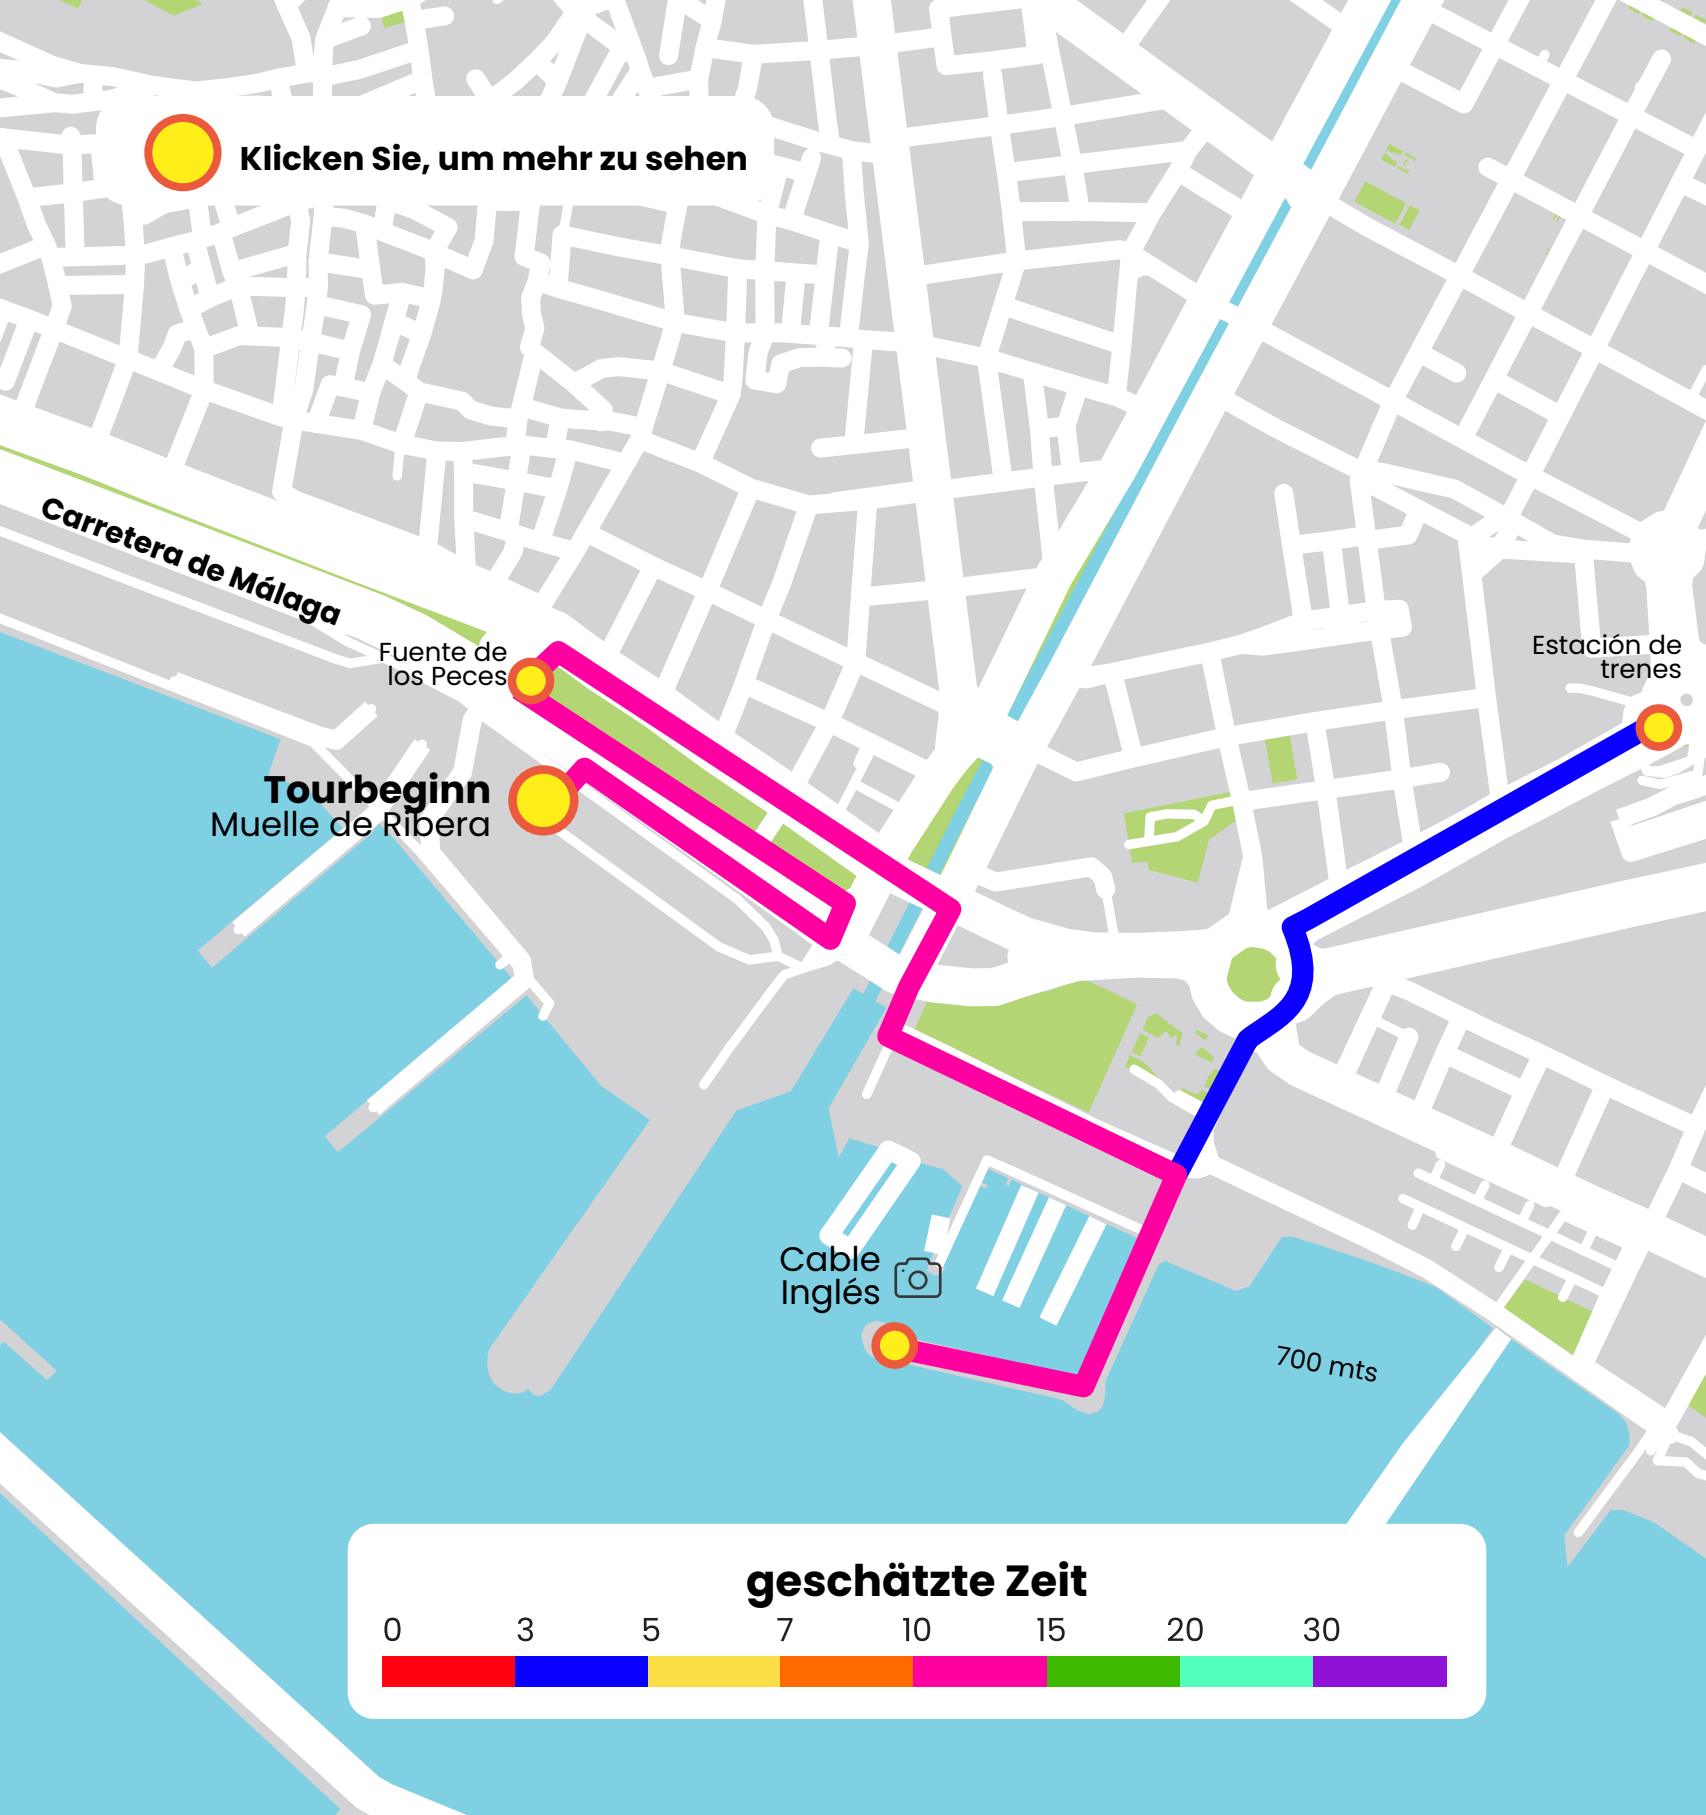 Klicken Sie, um mehr zu sehen
Carretera de Málaga
Fuente de
los Peces
Estación de
trenes
Tourbeginn
Muelle de Ribera
Cable
Inglés
700 mts
geschätzte Zeit
0 3 5 7 10 15 20 30